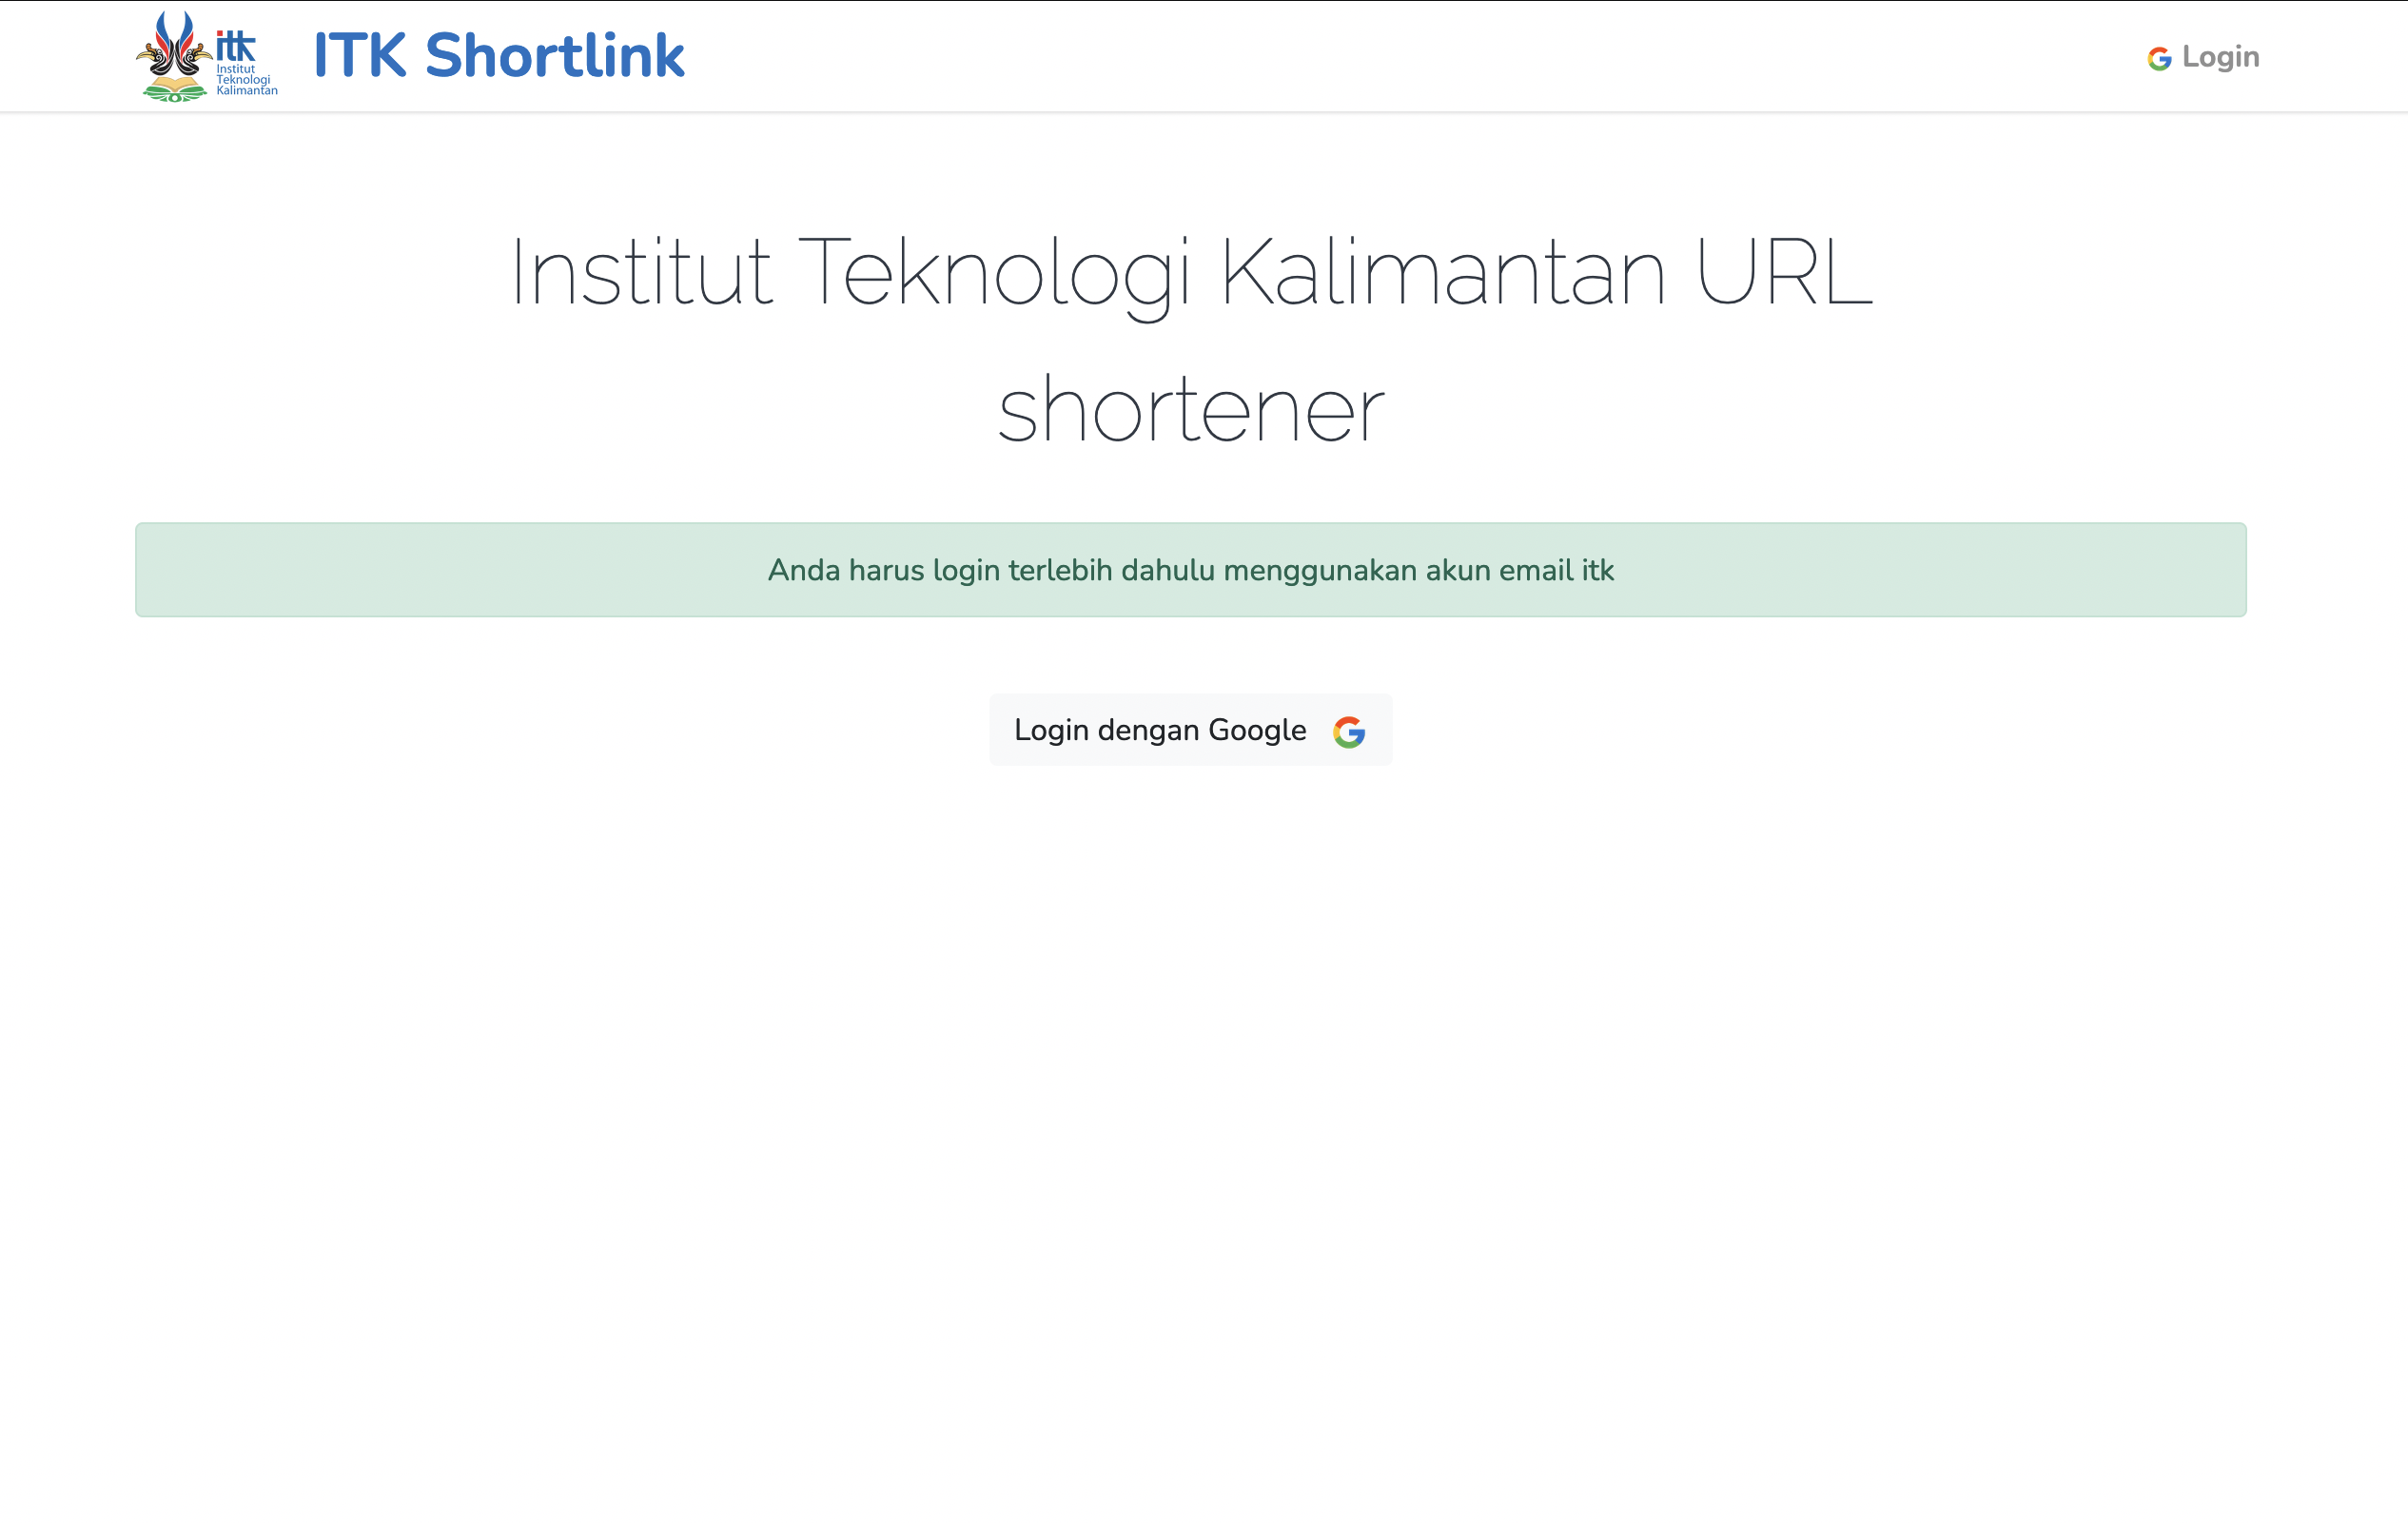 itk
Institut
Teknologi
Kalimantan
ITK Shortlink
Login
Institut Teknologi Kalimantan URL
shortener
Anda harus login terlebih dahulu menggunakan akun email itk
Login dengan Google